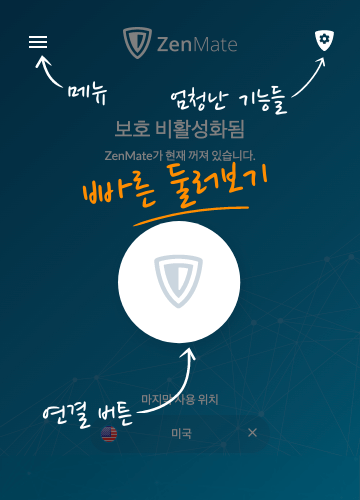 ZenMate
메뉴
엄청난 기능들
보호 비활성화됨
ZenMate가 현재 꺼져 있습니다.
빠른 둘러보기
마지막 사용 위치
연결 버튼
미국